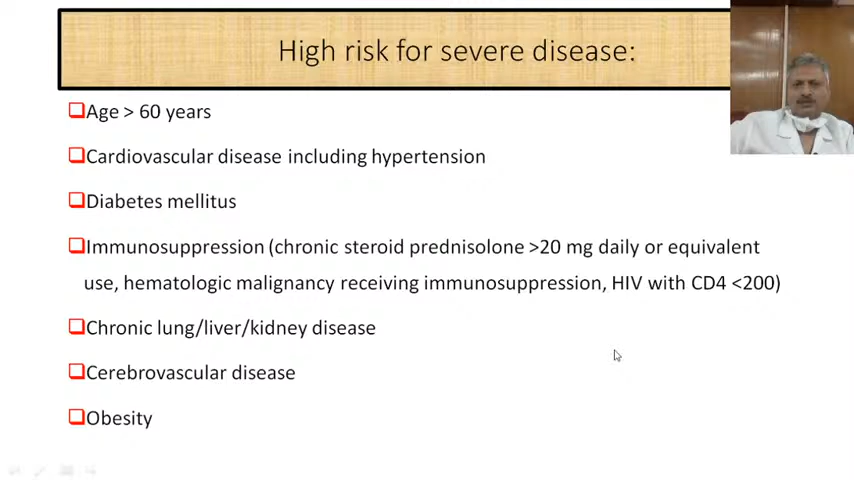 High risk for severe disease:
Age > 60 years
Cardiovascular disease including hypertension
Diabetes mellitus
Immunosuppression (chronic steroid prednisolone >20 mg daily or equivalent
use, hematologic malignancy receiving immunosuppression, HIV with CD4 <200)
Chronic lung/liver/kidney disease
Cerebrovascular disease
Obesity